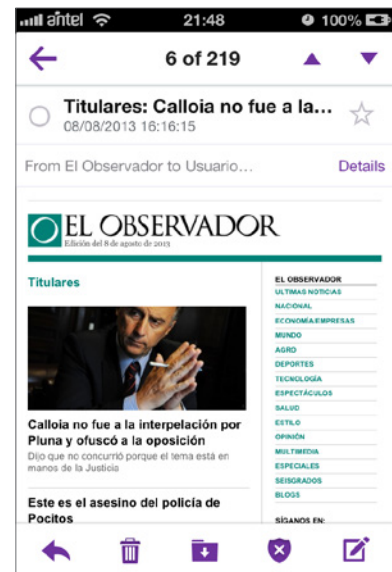 antel 21:48 100%
6 of 219
Titulares: Calloia no fue a la...
08/08/2013 16:16:15
From El Observador to Usuario...
Details
EL OBSERVADOR
Edición del 8 de agosto de 2013
Titulares
Calloia no fue a la interpelación por
Pluna y ofuscó a la oposición
Dijo que no concurrió porque el tema está en
manos de la Justicia
Este es el asesino del policía de
Pocitos
EL OBSERVADOR
ULTIMAS NOTICIAS
NACIONAL
ECONOMÍA/EMPRESAS
MUNDO
AGRO
DEPORTES
TECNOLOGÍA
ESPECTÁCULOS
SALUD
ESTILO
OPINIÓN
MULTIMEDIA
ESPECIALES
SEISGRADOS
BLOGS
SÍGANOS EN: